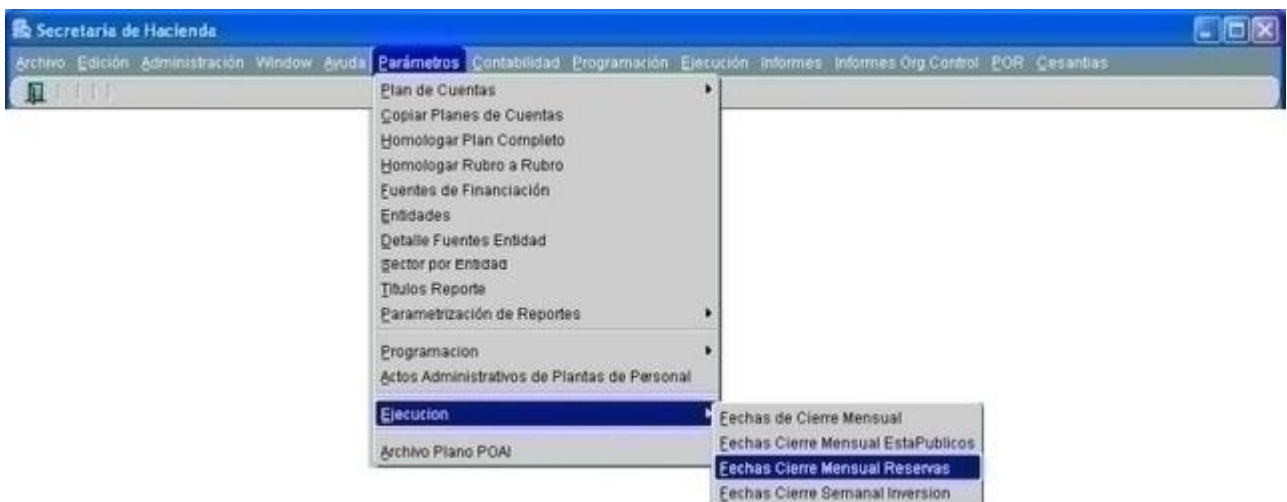 Secretaria de Hacienda
Archivo Edición Administración Window Ayuda Parámetros Contabilidad Programación Ejecución Informes Informes Org.Control POR Cesantias
Plan de Cuentas
Copiar Planes de Cuentas
Homologar Plan Completo
Homologar Rubro a Rubro
Fuentes de Financiación
Entidades
Detalle Fuentes Entidad
Sector por Entidad
Titulos Reporte
Parametrización de Reportes
Programacion
Actos Administrativos de Plantas de Personal
Ejecucion
Archivo Plano POAI
Fechas de Cierre Mensual
Fechas Cierre Mensual EstaPublicos
Fechas Cierre Mensual Reservas
Fechas Cierre Semanal Inversion